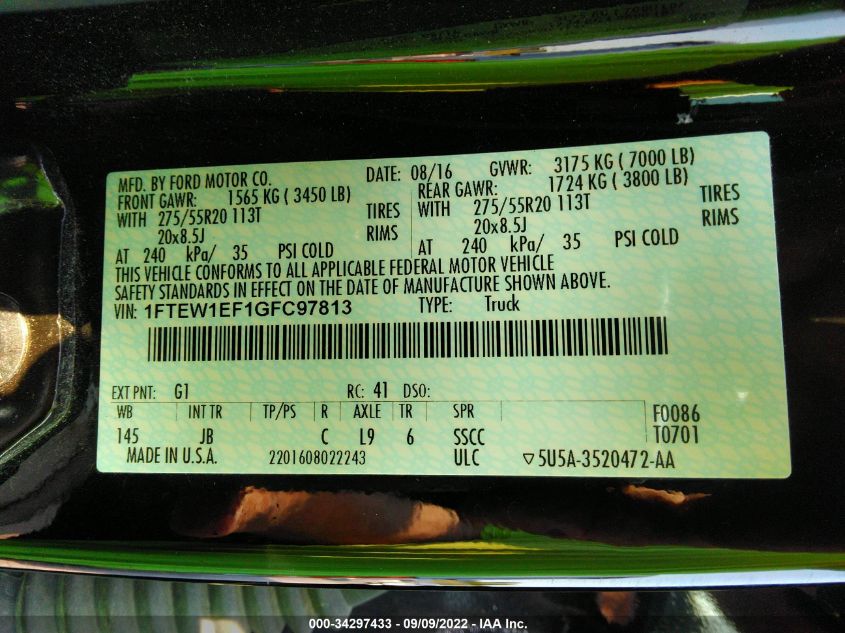 MFD. BY FORD MOTOR CO. DATE: 08/16 GVWR: 3175 KG ( 7000 LB)
FRONT GAWR: 1565 KG ( 3450 LB) REAR GAWR: 1724 KG ( 3800 LB)
WITH 275/55R20 113T TIRES WITH 275/55R20 113T TIRES
20x8.5J RIMS 20x8.5J RIMS
AT 240 kPa/ 35 PSI COLD AT 240 kPa/ 35 PSI COLD
THIS VEHICLE CONFORMS TO ALL APPLICABLE FEDERAL MOTOR VEHICLE
SAFETY STANDARDS IN EFFECT ON THE DATE OF MANUFACTURE SHOWN ABOVE.
VIN: 1FTEW1EF1GFC97813 TYPE: Truck
EXT PNT: G1 RC: 41 DSO:
WB INT TR TP/PS R AXLE TR SPR F0086
145 JB C L9 6 SSCC T0701
MADE IN U.S.A. 2201608022243 ULC ▽5U5A-3520472-AA
000-34297433 - 09/09/2022 - IAA Inc.